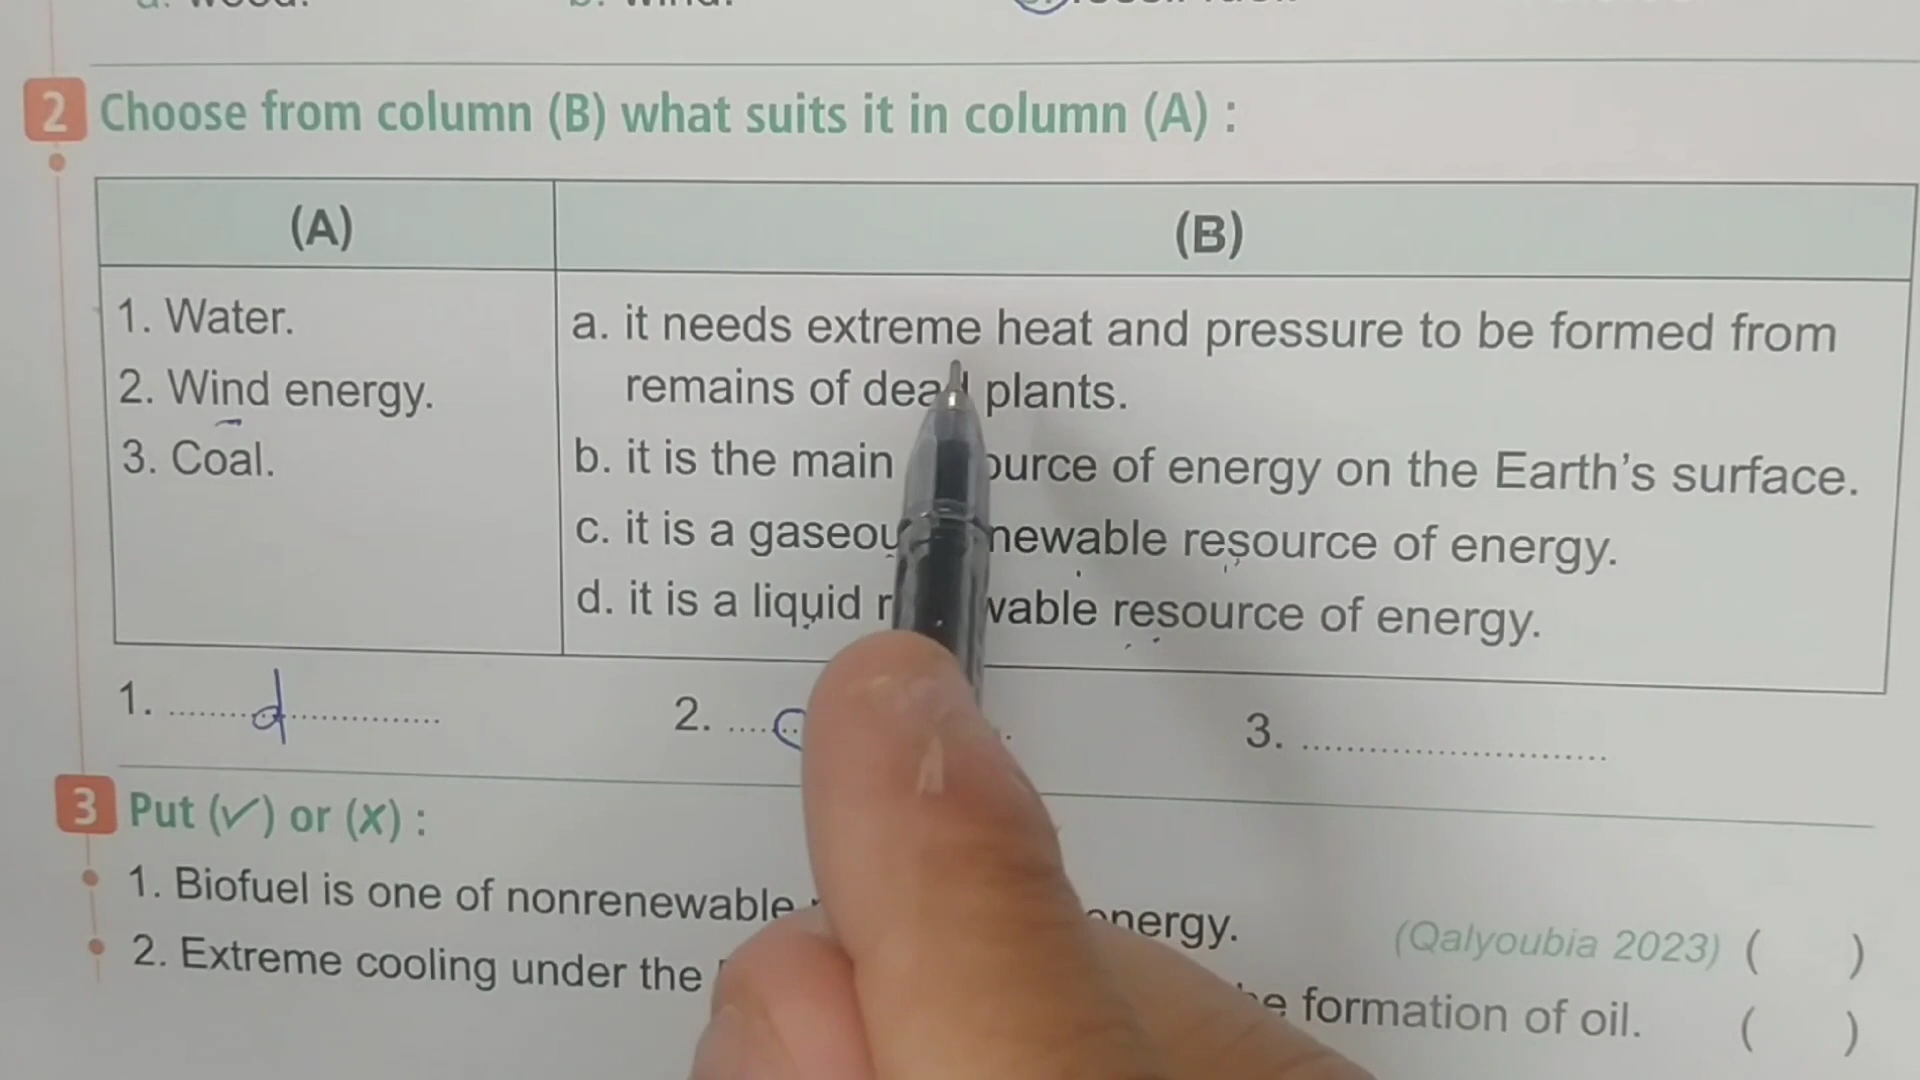 2 Choose from column (B) what suits it in column (A) :
(A) (B)
1. Water.
2. Wind energy.
3. Coal.
a. it needs extreme heat and pressure to be formed from
remains of dead plants.
b. it is the main of energy on the Earth's surface.
c. it is a resource of energy.
d. it is a liquid resource of energy.
1. d 2. 3.
3 Put (✓) or (x) :
1. Biofuel is one of nonrenewable energy. (Qalyoubia 2023) ( )
2. Extreme cooling under the formation of oil. ( )